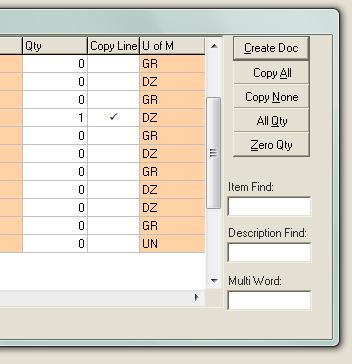 Qty Copy Line U of M
0 GR
0 DZ
0 GR
1 ✓ DZ
0 GR
0 DZ
0 GR
0 DZ
0 DZ
0 GR
0 UN
Create Doc
Copy All
Copy None
All Qty
Zero Qty
Item Find:
Description Find:
Multi Word: